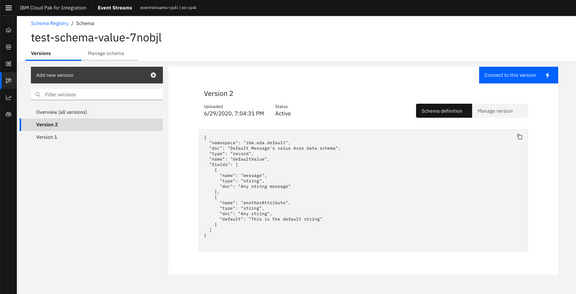 IBM Cloud Pak for Integration
Event Streams
eventstreams-cp4i | es-cp4i
Schema Registry / Schema
test-schema-value-7nobjl
Versions
Manage schema
Add new version
Connect to this version
Filter versions
Overview (all versions)
Version 2
Version 1
Version 2
Uploaded
6/29/2020, 7:04:31 PM
Status
Active
Schema definition
Manage version
{
"namespace": "ibm.eda.default",
"doc": "Default Message's value Avro data schema",
"type": "record",
"name": "defaultValue",
"fields": [
{
"name": "message",
"type": "string",
"doc": "Any string message"
},
{
"name": "anotherAttribute",
"type": "string",
"doc": "Any string",
"default": "This is the default string"
}
]
}